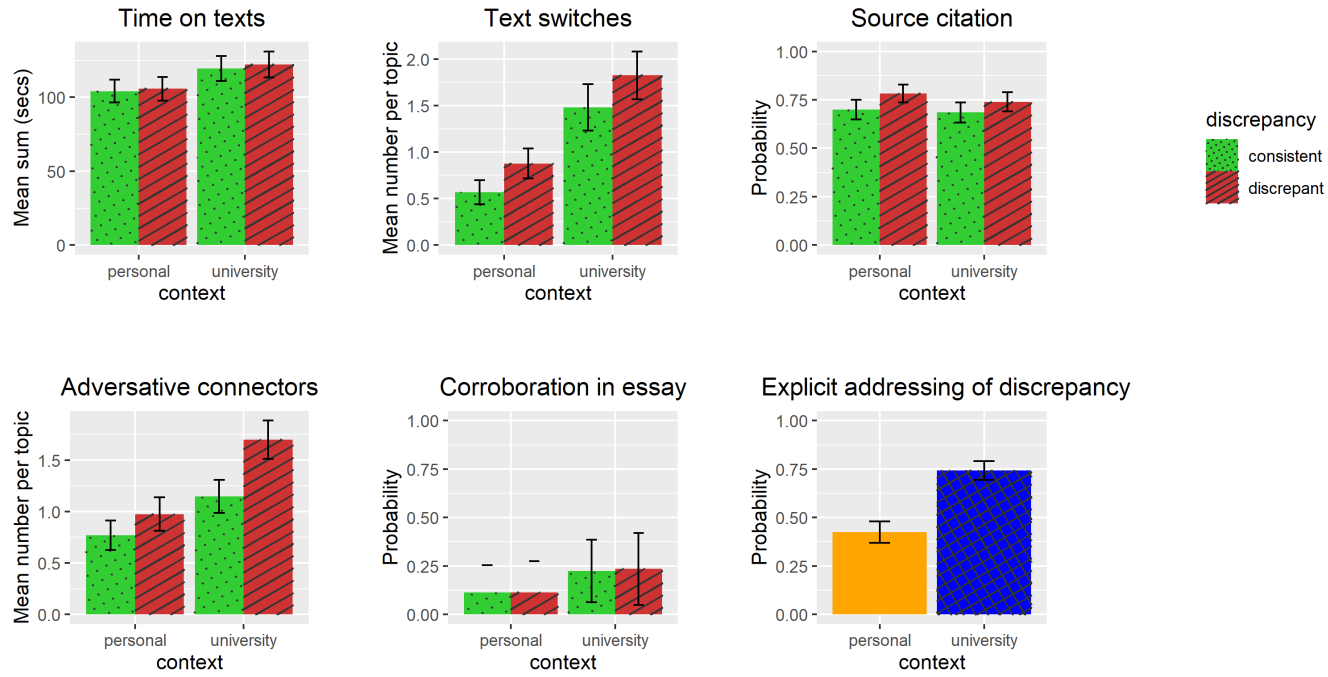 Time on texts
Mean sum (secs)
100
50
0
personal university
context
Text switches
Mean number per topic
2.0
1.5
1.0
0.5
0.0
personal university
context
Source citation
Probability
1.00
0.75
0.50
0.25
0.00
personal university
context
discrepancy
consistent
discrepant
Adversative connectors
Mean number per topic
1.5
1.0
0.5
0.0
personal university
context
Corroboration in essay
Probability
1.00
0.75
0.50
0.25
0.00
personal university
context
Explicit addressing of discrepancy
Probability
1.00
0.75
0.50
0.25
0.00
personal university
context